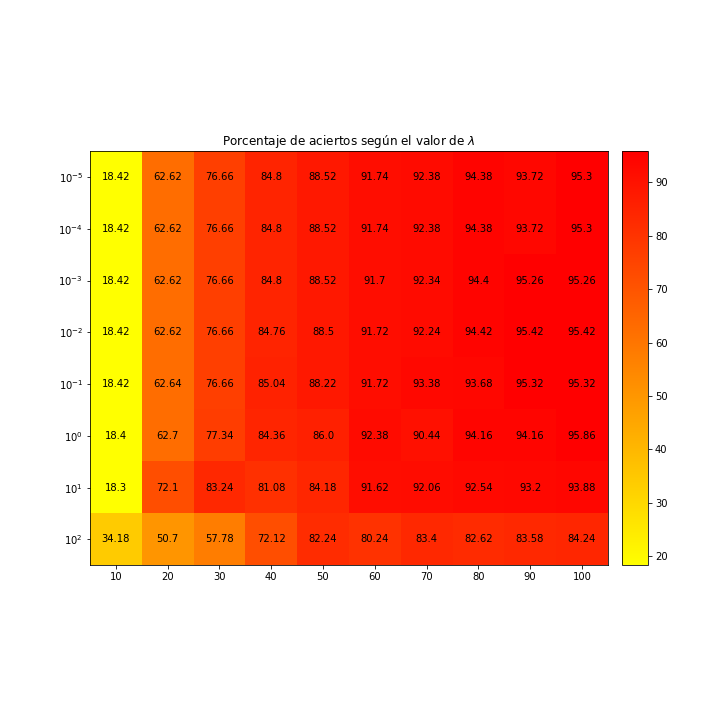 Porcentaje de aciertos según el valor de λ
10⁻⁵ 18.42 62.62 76.66 84.8 88.52 91.74 92.38 94.38 93.72 95.3
10⁻⁴ 18.42 62.62 76.66 84.8 88.52 91.74 92.38 94.38 93.72 95.3
10⁻³ 18.42 62.62 76.66 84.8 88.52 91.7 92.34 94.4 95.26 95.26
10⁻² 18.42 62.62 76.66 84.76 88.5 91.72 92.24 94.42 95.42 95.42
10⁻¹ 18.42 62.64 76.66 85.04 88.22 91.72 93.38 93.68 95.32 95.32
10⁰ 18.4 62.7 77.34 84.36 86.0 92.38 90.44 94.16 94.16 95.86
10¹ 18.3 72.1 83.24 81.08 84.18 91.62 92.06 92.54 93.2 93.88
10² 34.18 50.7 57.78 72.12 82.24 80.24 83.4 82.62 83.58 84.24
10 20 30 40 50 60 70 80 90 100
90
80
70
60
50
40
30
20